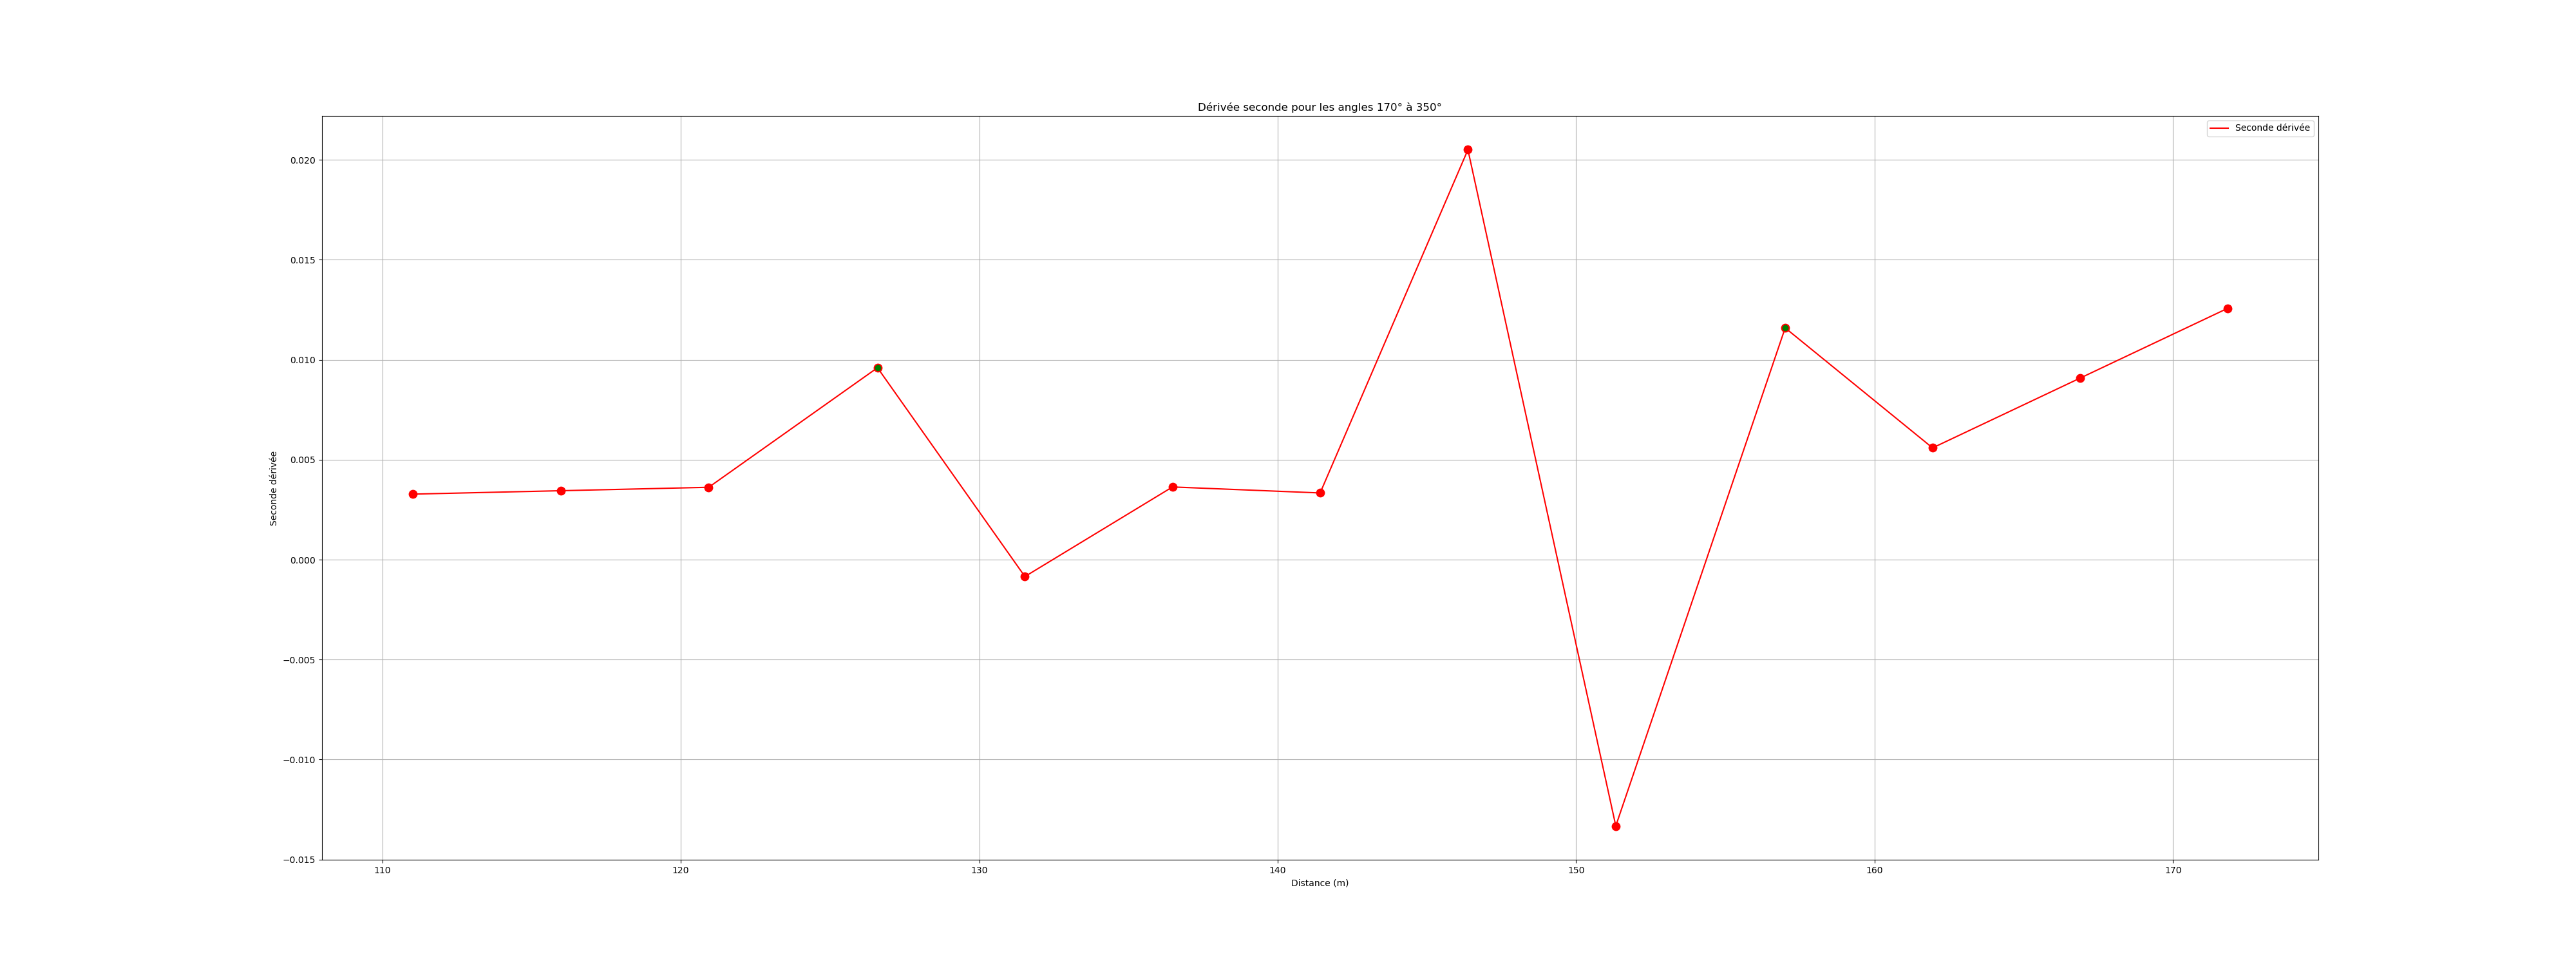 Dérivée seconde pour les angles 170° à 350°
Seconde dérivée
0.020
0.015
0.010
0.005
0.000
−0.005
−0.010
−0.015
Seconde dérivée
110 120 130 140 150 160 170
Distance (m)